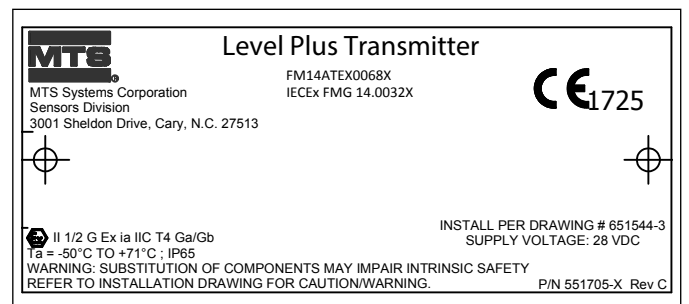 MTS
®
Level Plus Transmitter
FM14ATEX0068X
IECEx FMG 14.0032X
MTS Systems Corporation
Sensors Division
3001 Sheldon Drive, Cary, N.C. 27513
CE 1725
Ex II 1/2 G Ex ia IIC T4 Ga/Gb
Ta = -50°C TO +71°C ; IP65
INSTALL PER DRAWING # 651544-3
SUPPLY VOLTAGE: 28 VDC
WARNING: SUBSTITUTION OF COMPONENTS MAY IMPAIR INTRINSIC SAFETY
REFER TO INSTALLATION DRAWING FOR CAUTION/WARNING.
P/N 551705-X Rev C